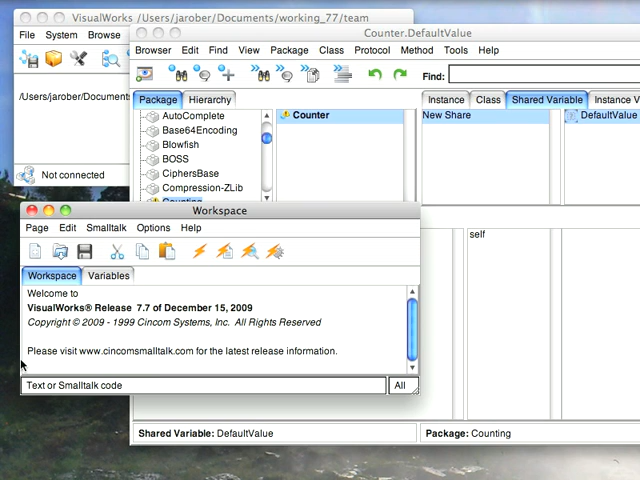 VisualWorks /Users/jarober/Documents/working_77/team
File System Browse
/Users/jarober/Documents
Not connected
Counter.DefaultValue
Browser Edit Find View Package Class Protocol Method Tools Help
Find:
Package Hierarchy
Instance Class Shared Variable Instance V
AutoComplete
Base64Encoding
Blowfish
BOSS
CiphersBase
Compression-ZLib
Counting
Counter
New Share
DefaultValue
self
Shared Variable: DefaultValue
Package: Counting
Workspace
Page Edit Smalltalk Options Help
Workspace Variables
Welcome to
VisualWorks® Release 7.7 of December 15, 2009
Copyright © 2009 - 1999 Cincom Systems, Inc. All Rights Reserved
Please visit www.cincomsmalltalk.com for the latest release information.
Text or Smalltalk code
All